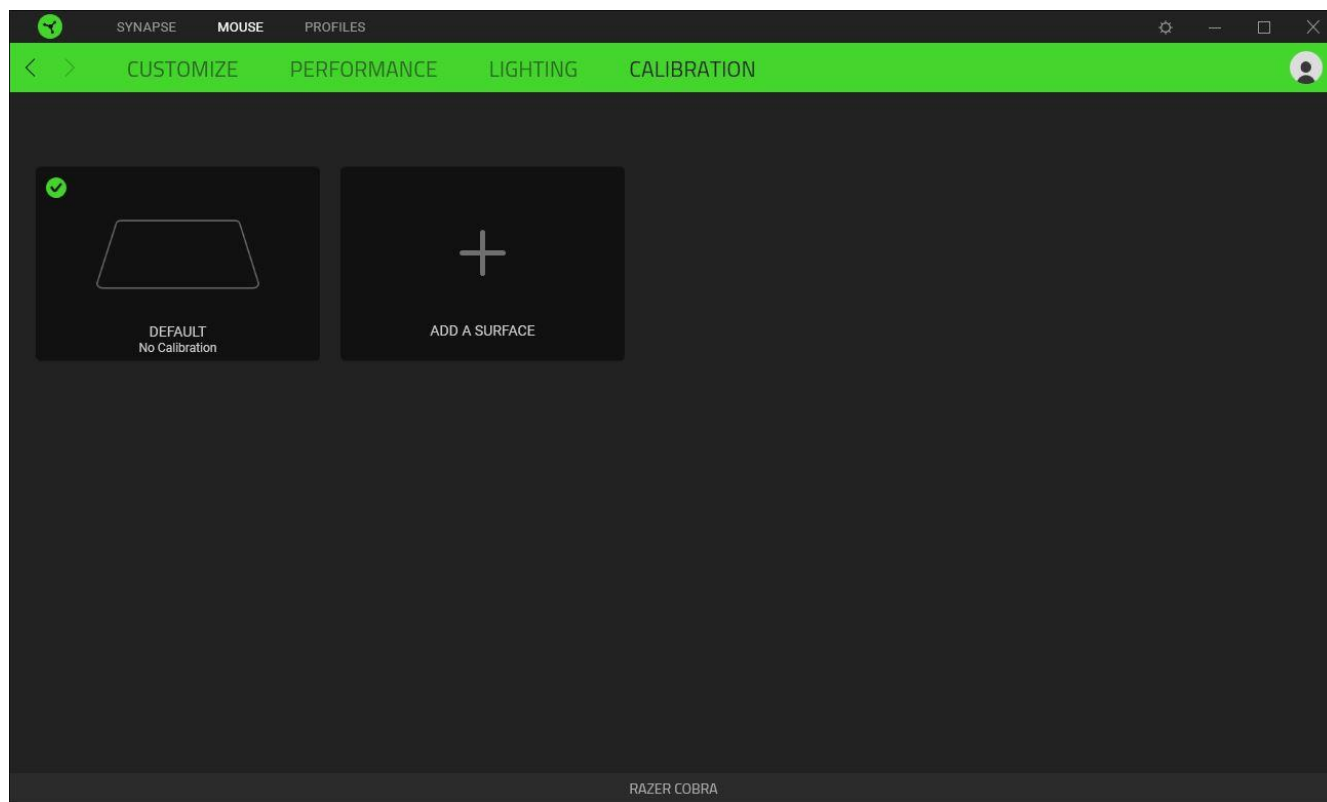 SYNAPSE MOUSE PROFILES
CUSTOMIZE PERFORMANCE LIGHTING CALIBRATION
DEFAULT
No Calibration
ADD A SURFACE
RAZER COBRA